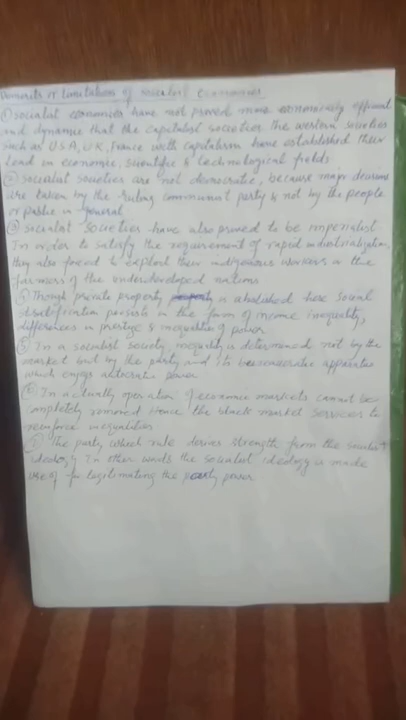 Demerits or Limitations of socialist economies
① socialist economies have not proved more economically efficient
and dynamic that the capitalist societies the western societies
such as U.S.A, U.K, France with capitalism have established their
lead in economic, scientific & technological fields
② socialist societies are not democratic, because major decisions
are taken by the ruling communist party & not by the people
or public in general
③ socialist societies have also proved to be imperialist
In order to satisfy the requirement of rapid industrialization,
they also forced to exploit their indigenous workers or the
farmers of the underdeveloped nations
④ Though private property is abolished here social
stratification persists in the form of income inequality,
differences in prestige & inequalities of power
⑤ In a socialist society inequality is determined not by the
market but by the party and its beureaucratic apparatus
which enjoys autocratic power
⑥ In actually operation of economic markets cannot be
completely removed Hence the black market services to
reenforce inequalities
⑦ The party which rule derives strength from the socialist
ideology In other words the socialist ideology is made
use of for legitimating the party power